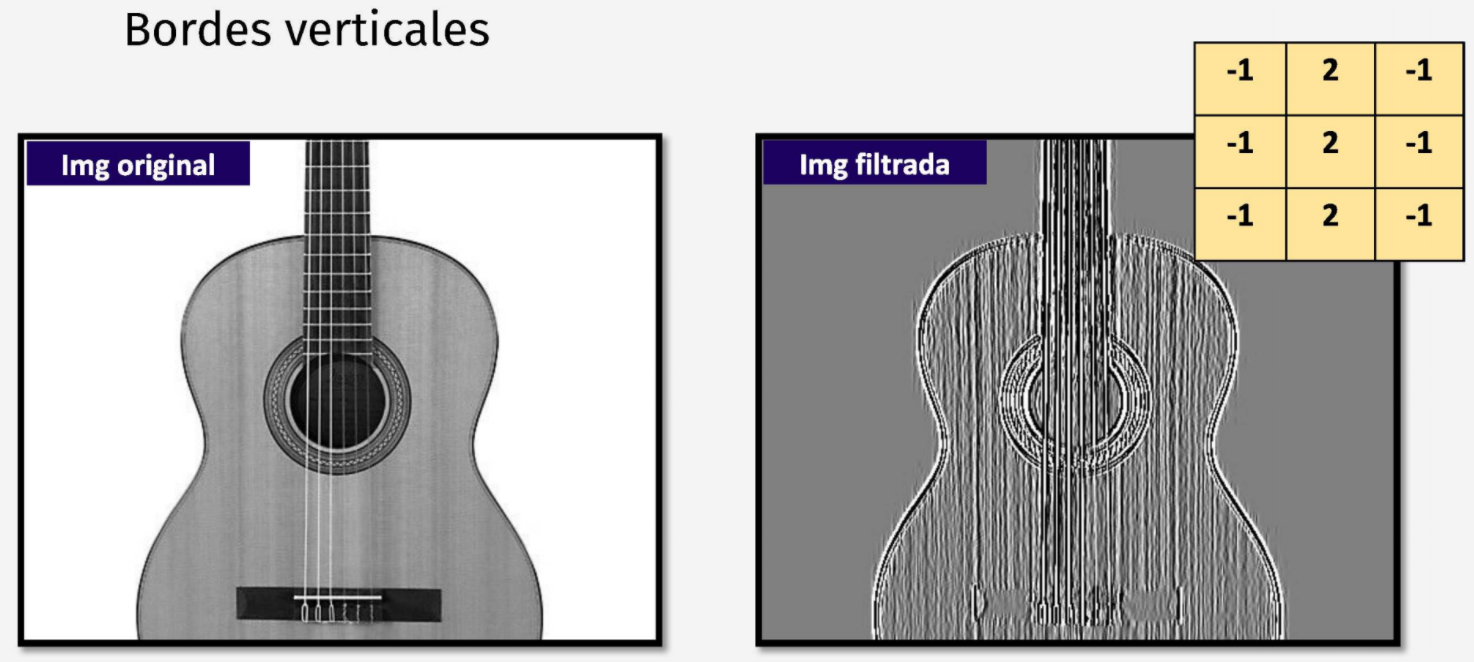 Bordes verticales
Img original
Img filtrada
-1 2 -1
-1 2 -1
-1 2 -1